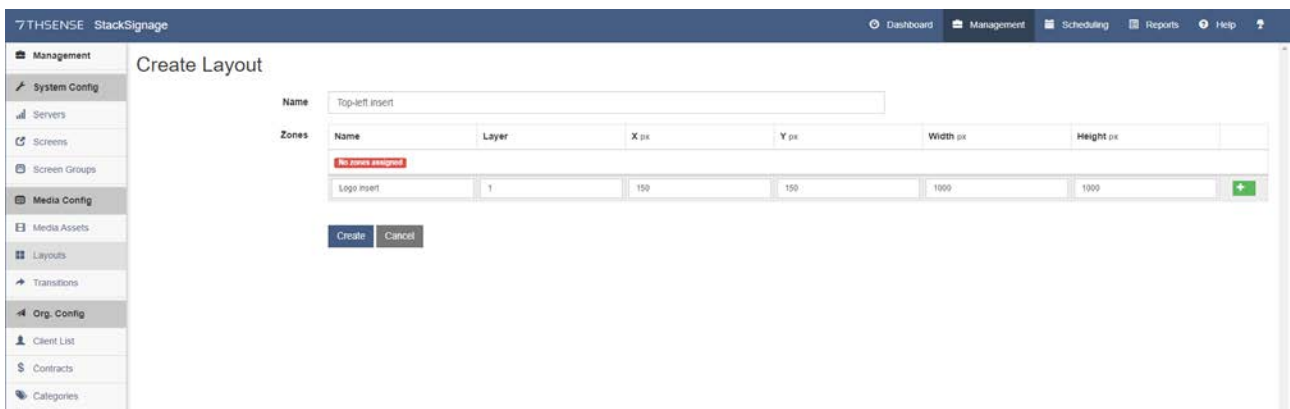 7THSENSE StackSignage
Dashboard Management Scheduling Reports Help
Management
System Config
Servers
Screens
Screen Groups
Media Config
Media Assets
Layouts
Transitions
Org. Config
Client List
Contracts
Categories
Create Layout
Name Top-left insert
Zones Name Layer X px Y px Width px Height px
No zones assigned
Logo insert 1 150 150 1000 1000
Create Cancel